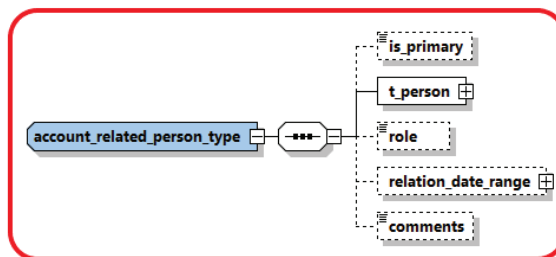 is_primary
t_person
account_related_person_type
role
relation_date_range
comments